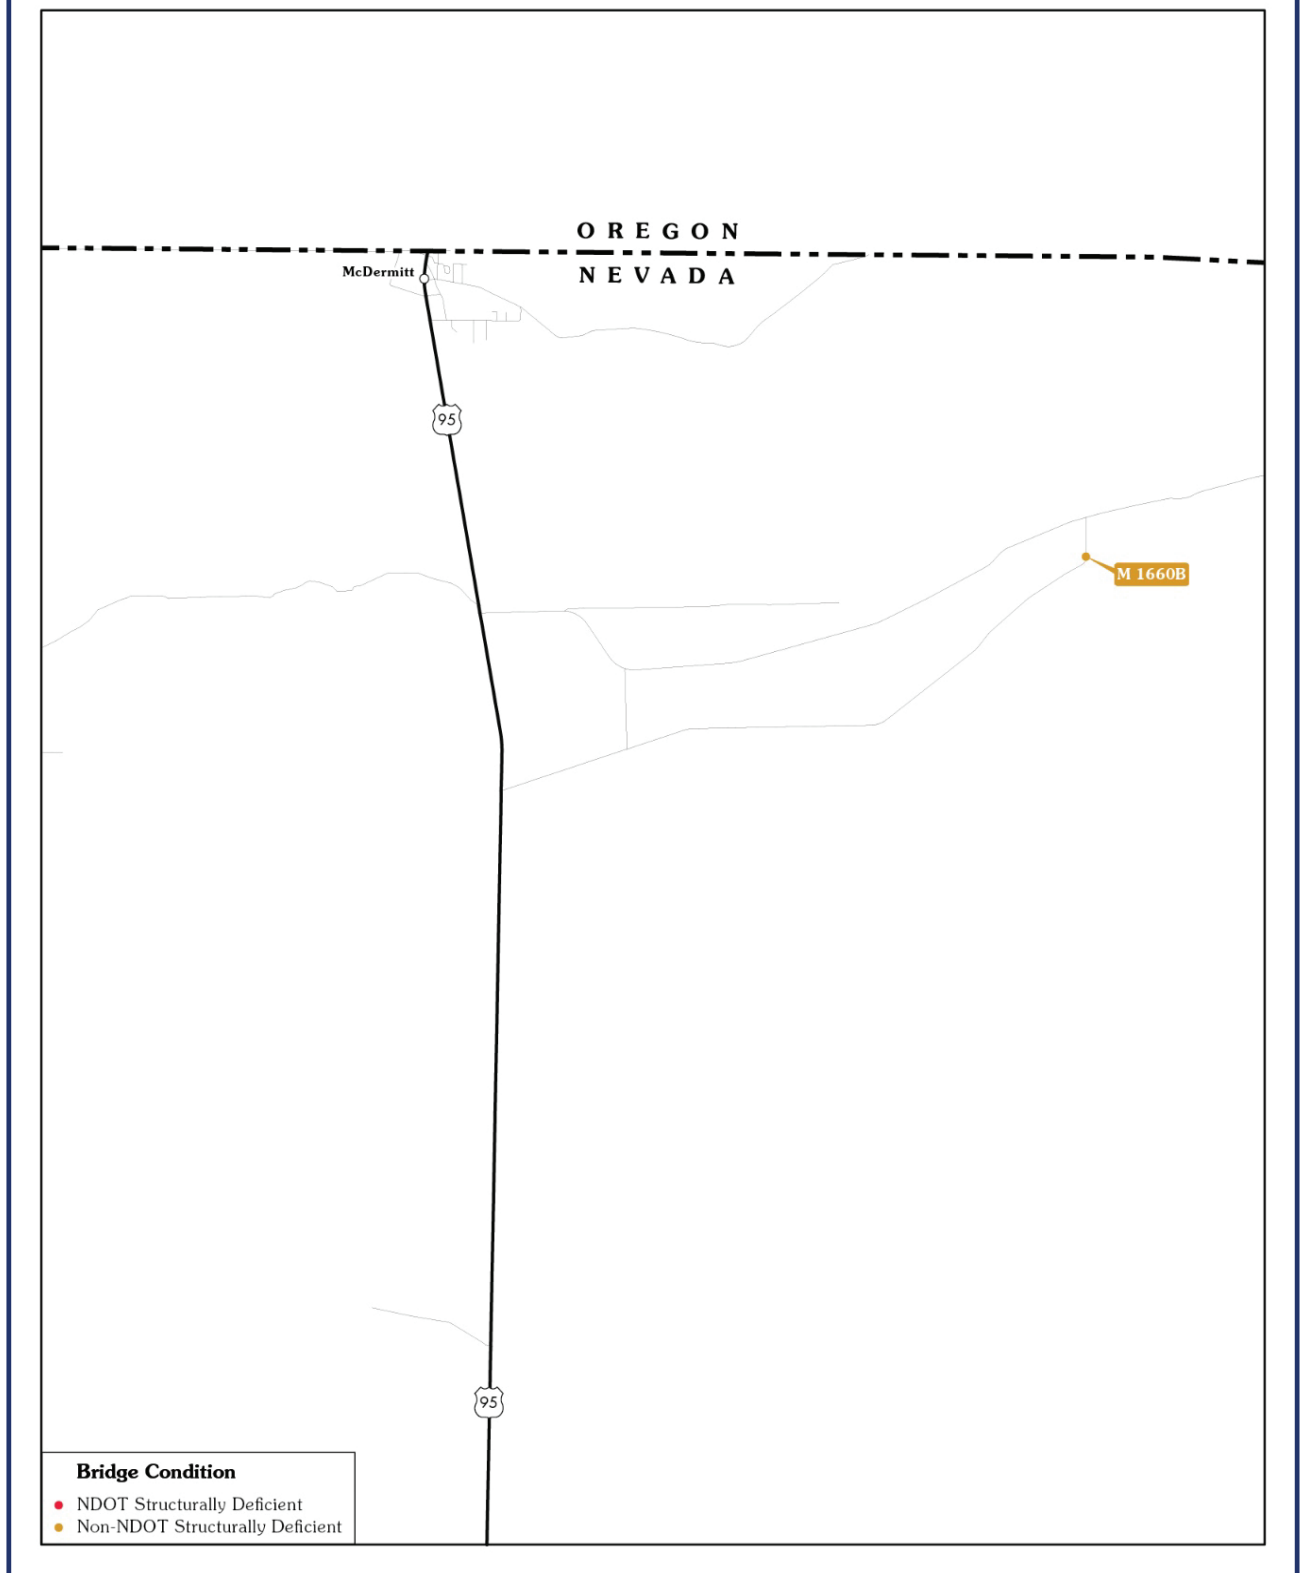 OREGON
NEVADA
McDermitt
95
M 1660B
95
Bridge Condition
NDOT Structurally Deficient
Non-NDOT Structurally Deficient